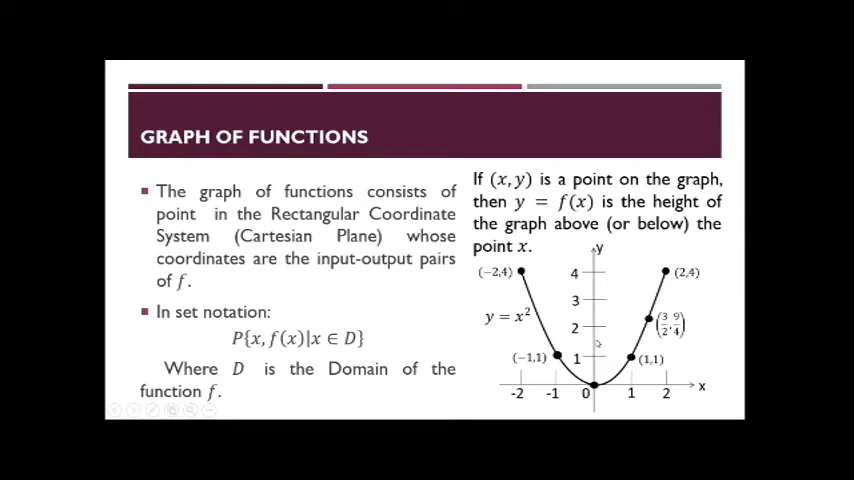 GRAPH OF FUNCTIONS
The graph of functions consists of
point in the Rectangular Coordinate
System (Cartesian Plane) whose
coordinates are the input-output pairs
of f.
In set notation:
P{x, f(x)|x ∈ D}
Where D is the Domain of the
function f.
If (x, y) is a point on the graph,
then y = f(x) is the height of
the graph above (or below) the
point x.
y
(−2,4) 4 (2,4)
3
y = x² 2 (3/2, 9/4)
(−1,1) 1 (1,1)
-2 -1 0 1 2 x